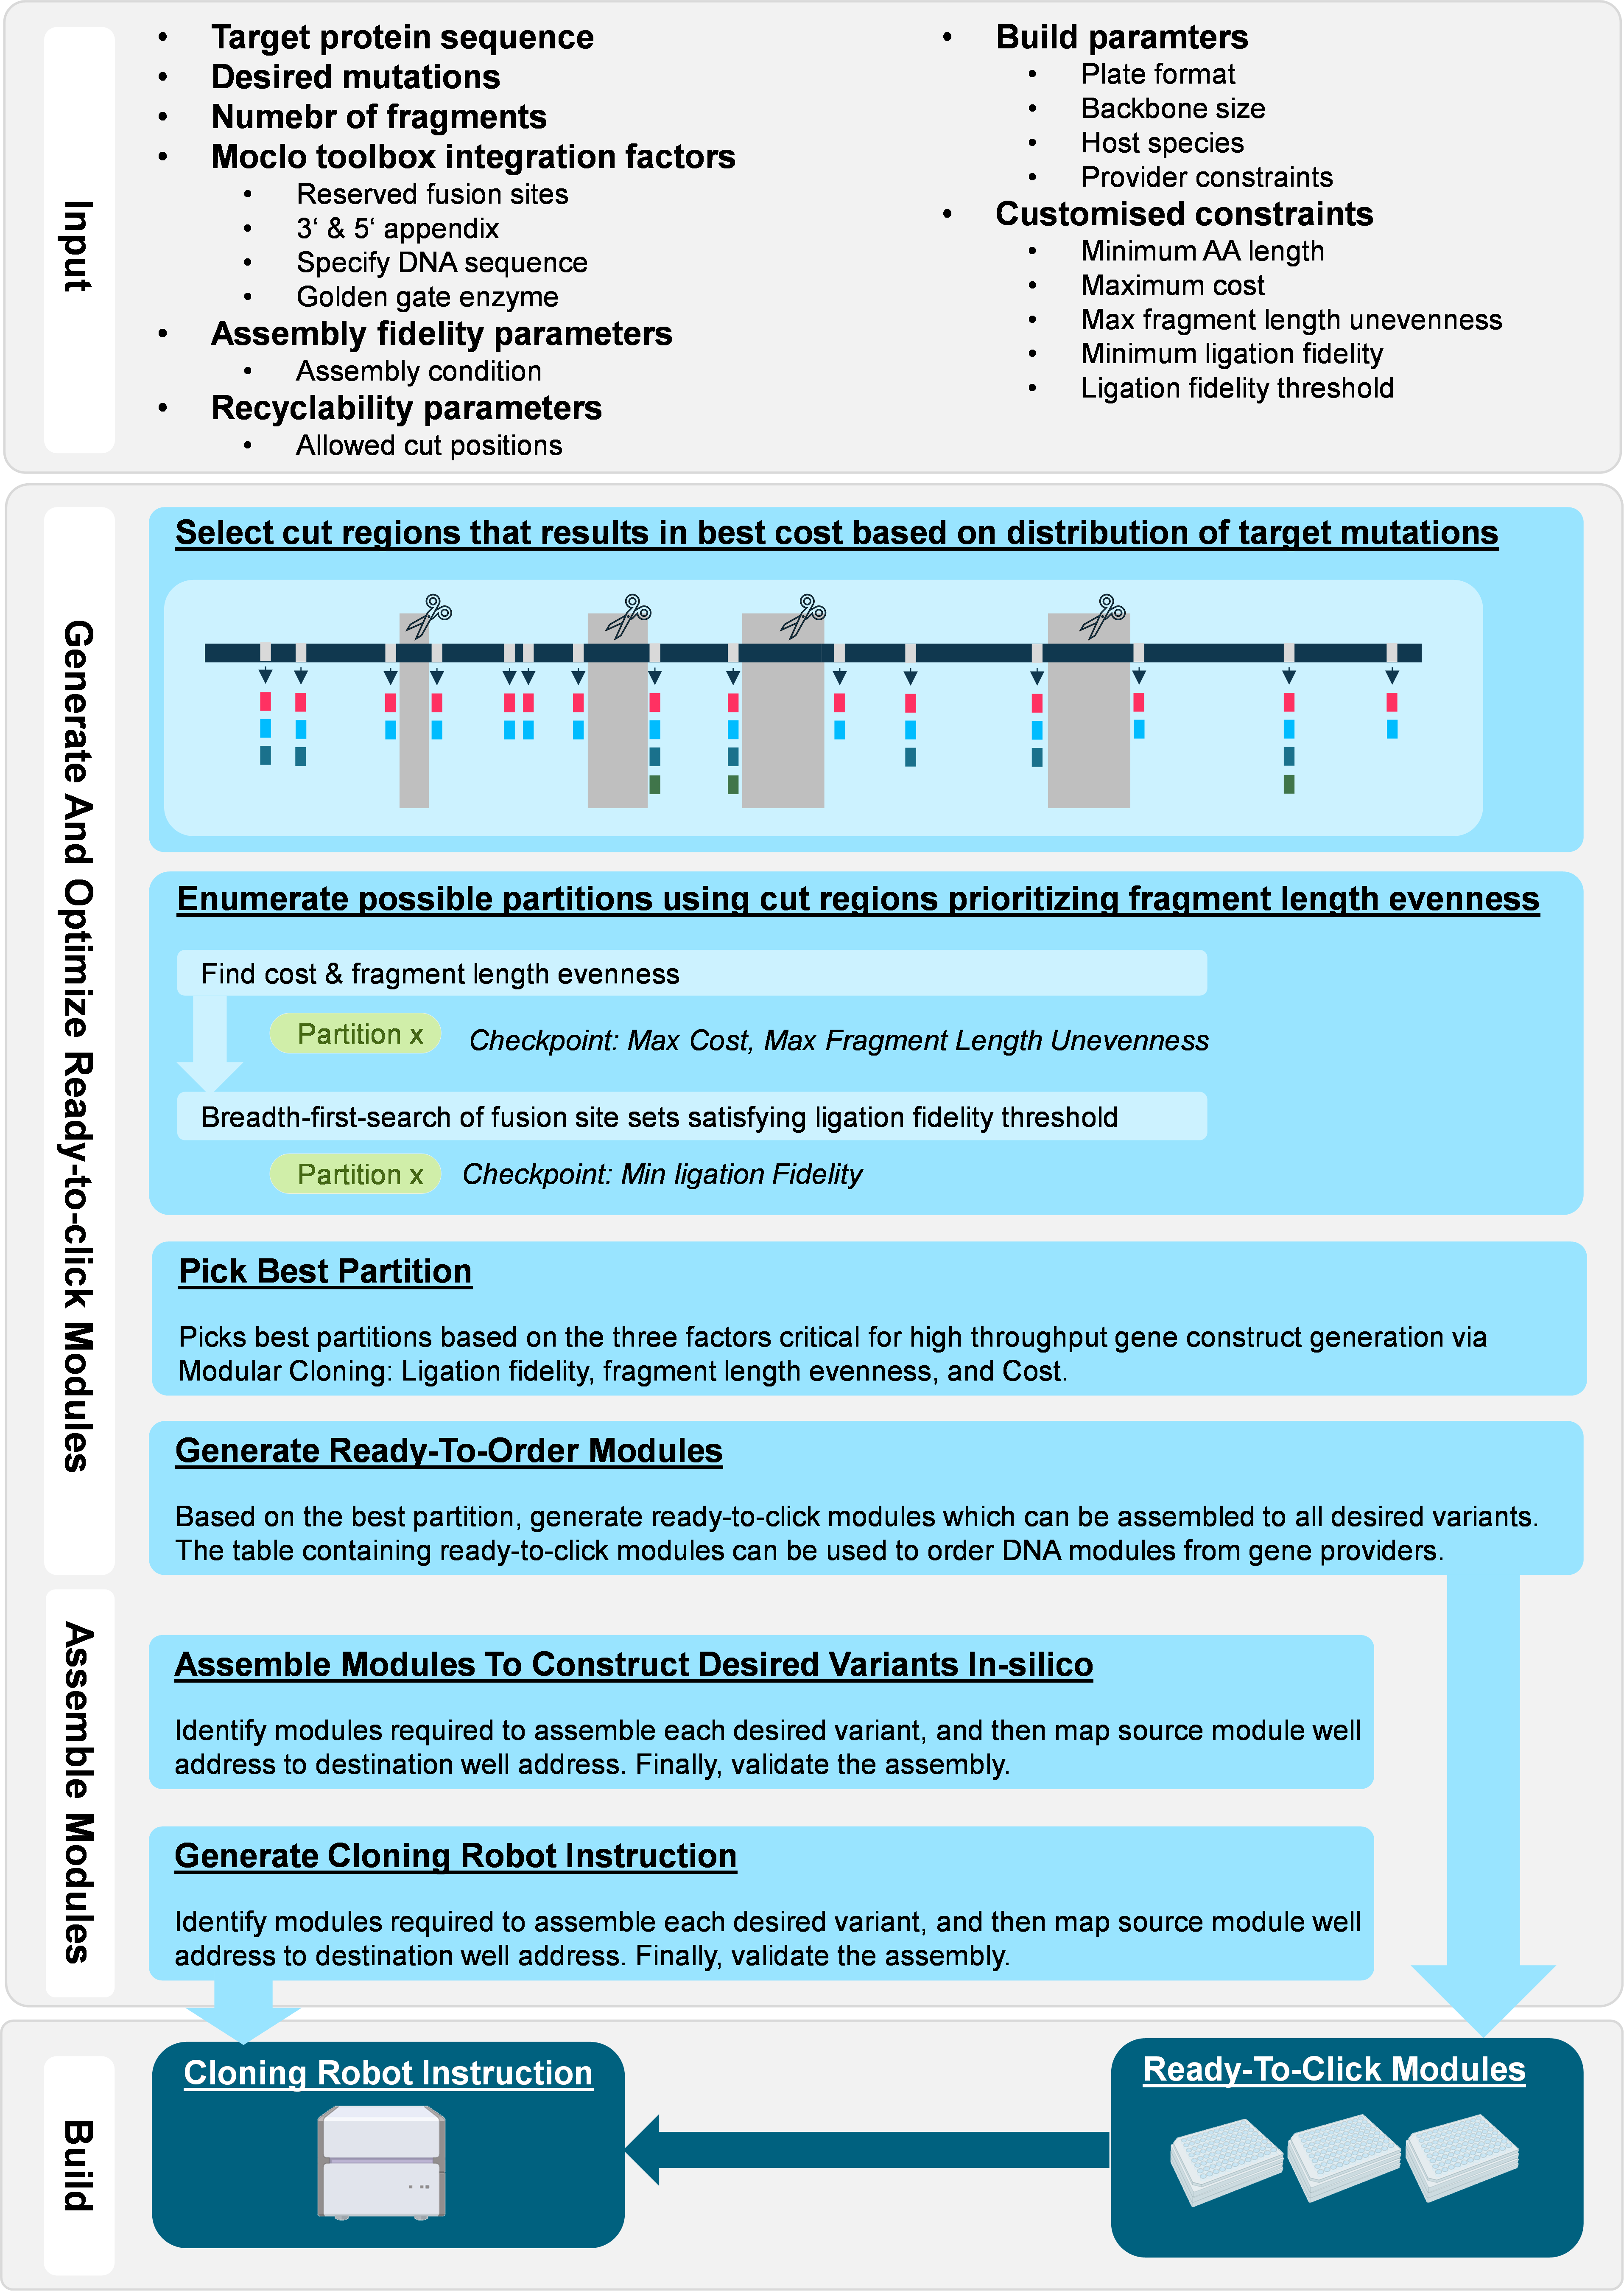 Input
• Target protein sequence
• Desired mutations
• Numebr of fragments
• Moclo toolbox integration factors
• Reserved fusion sites
• 3‘ & 5‘ appendix
• Specify DNA sequence
• Golden gate enzyme
• Assembly fidelity parameters
• Assembly condition
• Recyclability parameters
• Allowed cut positions
• Build paramters
• Plate format
• Backbone size
• Host species
• Provider constraints
• Customised constraints
• Minimum AA length
• Maximum cost
• Max fragment length unevenness
• Minimum ligation fidelity
• Ligation fidelity threshold
Generate And Optimize Ready-to-click Modules
Select cut regions that results in best cost based on distribution of target mutations
Enumerate possible partitions using cut regions prioritizing fragment length evenness
Find cost & fragment length evenness
Partition x
Checkpoint: Max Cost, Max Fragment Length Unevenness
Breadth-first-search of fusion site sets satisfying ligation fidelity threshold
Partition x
Checkpoint: Min ligation Fidelity
Pick Best Partition
Picks best partitions based on the three factors critical for high throughput gene construct generation via
Modular Cloning: Ligation fidelity, fragment length evenness, and Cost.
Generate Ready-To-Order Modules
Based on the best partition, generate ready-to-click modules which can be assembled to all desired variants.
The table containing ready-to-click modules can be used to order DNA modules from gene providers.
Assemble Modules
Assemble Modules To Construct Desired Variants In-silico
Identify modules required to assemble each desired variant, and then map source module well
address to destination well address. Finally, validate the assembly.
Generate Cloning Robot Instruction
Identify modules required to assemble each desired variant, and then map source module well
address to destination well address. Finally, validate the assembly.
Build
Cloning Robot Instruction
Ready-To-Click Modules